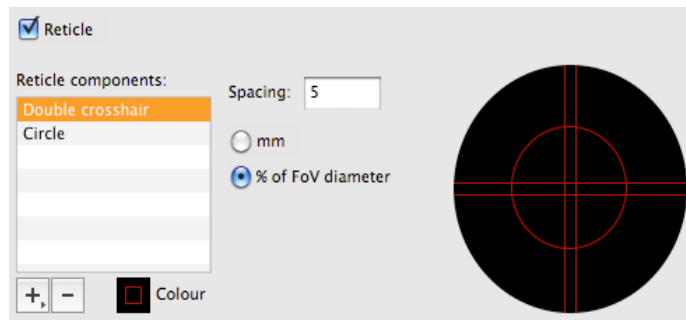 Reticle
Reticle components:
Double crosshair
Circle
Spacing: 5
mm
% of FoV diameter
Colour